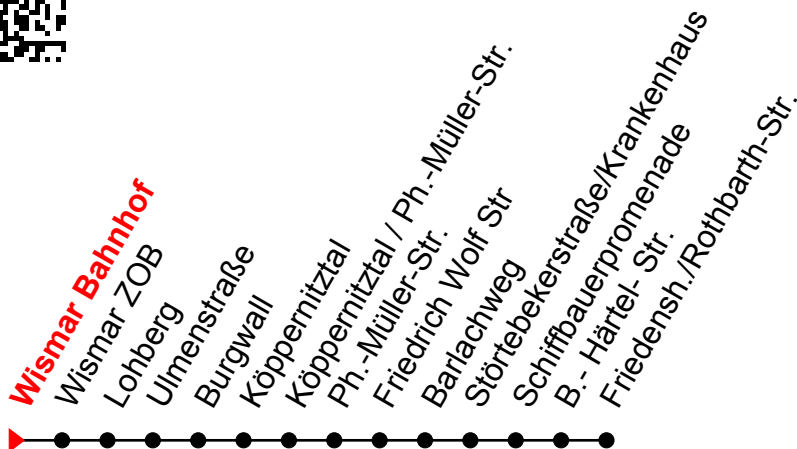 Wismar Bahnhof
Wismar ZOB
Lohberg
Ulmenstraße
Burgwall
Köppernitztal
Köppernitztal / Ph.-Müller-Str.
Ph.-Müller-Str.
Friedrich Wolf Str
Barlachweg
Störtebekerstraße/Krankenhaus
Schiffbauerpromenade
B.- Härtel- Str.
Friedensh./Rothbarth-Str.